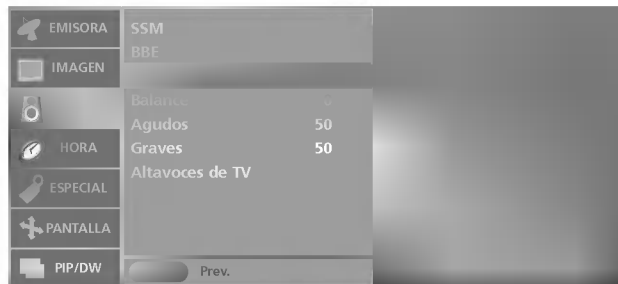 EMISORA
IMAGEN
HORA
ESPECIAL
PANTALLA
PIP/DW
SSM
BBE
Balance 0
Agudos 50
Graves 50
Altavoces de TV
Prev.